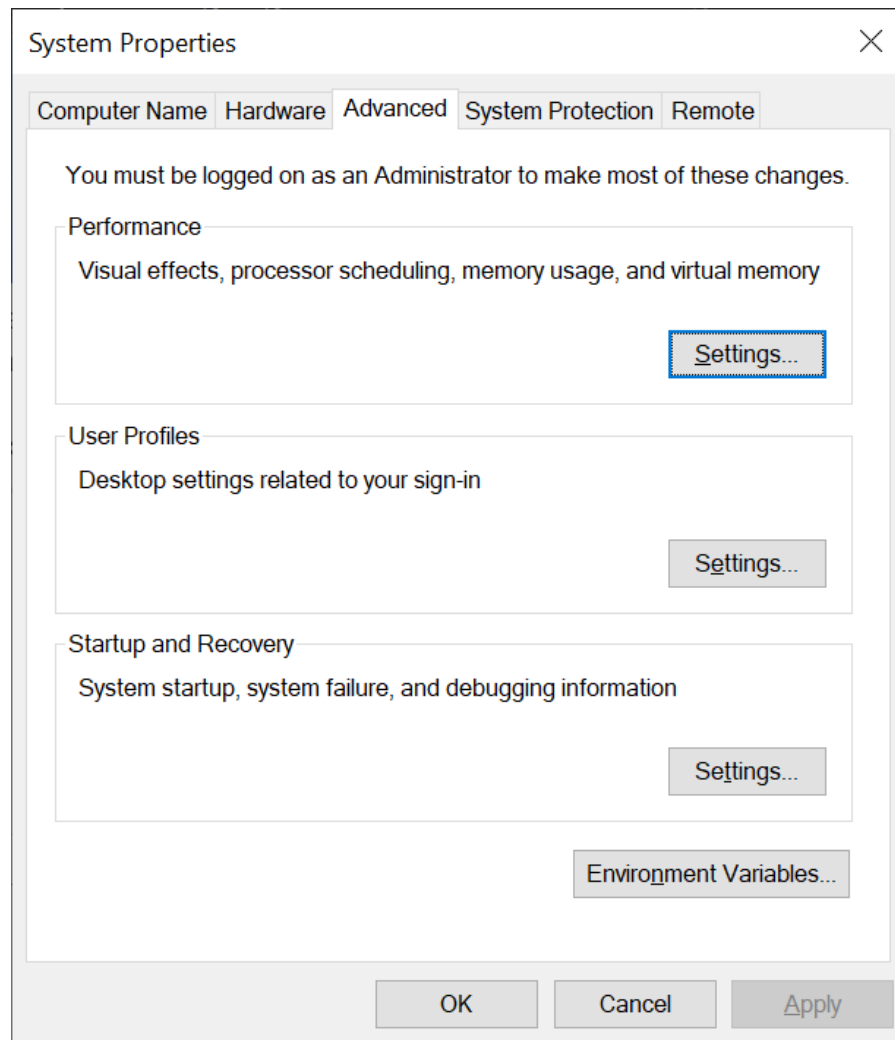 System Properties
Computer Name Hardware Advanced System Protection Remote
You must be logged on as an Administrator to make most of these changes.
Performance
Visual effects, processor scheduling, memory usage, and virtual memory
Settings...
User Profiles
Desktop settings related to your sign-in
Settings...
Startup and Recovery
System startup, system failure, and debugging information
Settings...
Environment Variables...
OK Cancel Apply